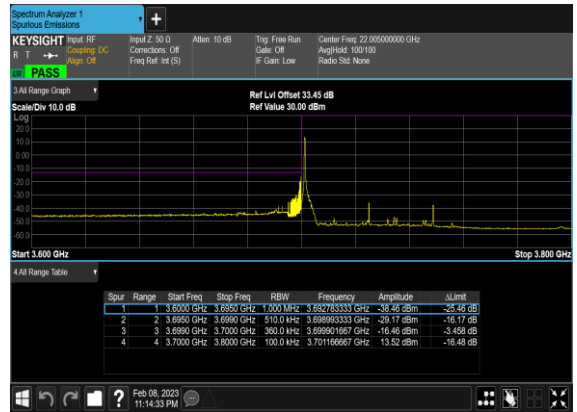 Spectrum Analyzer 1
Spurious Emissions
+
KEYSIGHT
R T
Input: RF
Coupling: DC
Align: Off
Input Z: 50 Ω
Corrections: Off
Freq Ref: Int (S)
Atten: 10 dB
Trig: Free Run
Gate: Off
IF Gain: Low
Center Freq: 22.005000000 GHz
Avg|Hold: 100/100
Radio Std: None
PASS
3 All Range Graph
Scale/Div 10.0 dB
Ref Lvl Offset 33.45 dB
Ref Value 30.00 dBm
Log
20.0
10.0
0.00
-10.0
-20.0
-30.0
-40.0
-50.0
-60.0
Start 3.600 GHz
Stop 3.800 GHz
4 All Range Table
Spur Range Start Freq Stop Freq RBW Frequency Amplitude ΔLimit
1 1 3.6000 GHz 3.6950 GHz 1.000 MHz 3.692783333 GHz -38.46 dBm -25.46 dB
2 2 3.6950 GHz 3.6990 GHz 510.0 kHz 3.698993333 GHz -29.17 dBm -16.17 dB
3 3 3.6990 GHz 3.7000 GHz 360.0 kHz 3.699901667 GHz -16.46 dBm -3.458 dB
4 4 3.7000 GHz 3.8000 GHz 100.0 kHz 3.701166667 GHz 13.52 dBm -16.48 dB
?
Feb 08, 2023
11:14:33 PM